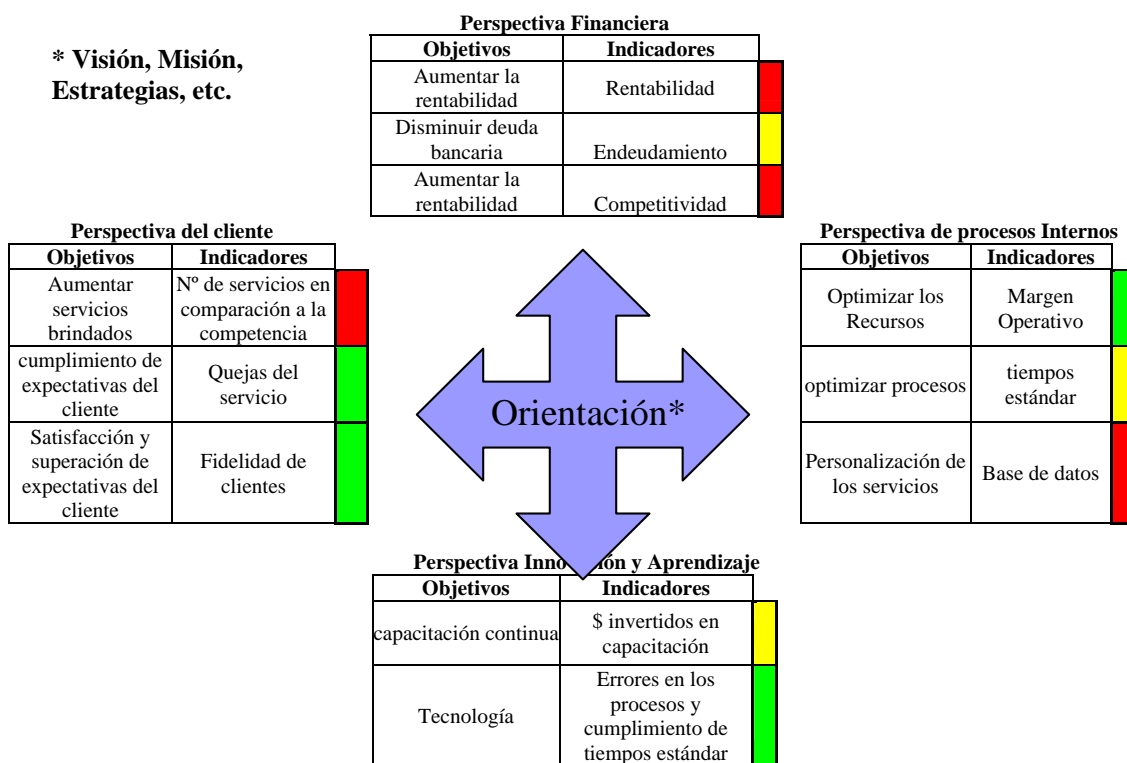 * Visión, Misión,
Estrategias, etc.
Perspectiva Financiera
Objetivos Indicadores
Aumentar la
rentabilidad
Rentabilidad
Disminuir deuda
bancaria
Endeudamiento
Aumentar la
rentabilidad
Competitividad
Perspectiva del cliente
Objetivos Indicadores
Aumentar
servicios
brindados
Nº de servicios en
comparación a la
competencia
cumplimiento de
expectativas del
cliente
Quejas del
servicio
Satisfacción y
superación de
expectativas del
cliente
Fidelidad de
clientes
Orientación*
Perspectiva de procesos Internos
Objetivos Indicadores
Optimizar los
Recursos
Margen
Operativo
optimizar procesos
tiempos
estándar
Personalización de
los servicios
Base de datos
Perspectiva y Aprendizaje
Objetivos Indicadores
capacitación continua
$ invertidos en
capacitación
Tecnología
Errores en los
procesos y
cumplimiento de
tiempos estándar